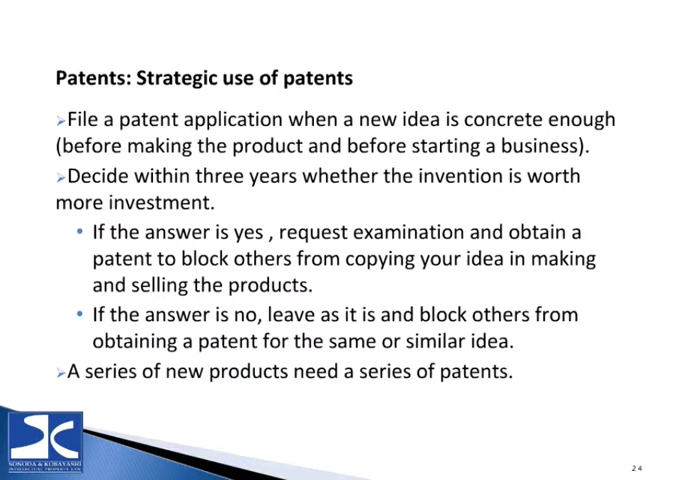 Patents: Strategic use of patents
➢File a patent application when a new idea is concrete enough
(before making the product and before starting a business).
➢Decide within three years whether the invention is worth
more investment.
• If the answer is yes , request examination and obtain a
patent to block others from copying your idea in making
and selling the products.
• If the answer is no, leave as it is and block others from
obtaining a patent for the same or similar idea.
➢A series of new products need a series of patents.
SONODA & KOBAYASHI
INTELLECTUAL PROPERTY LAW
24